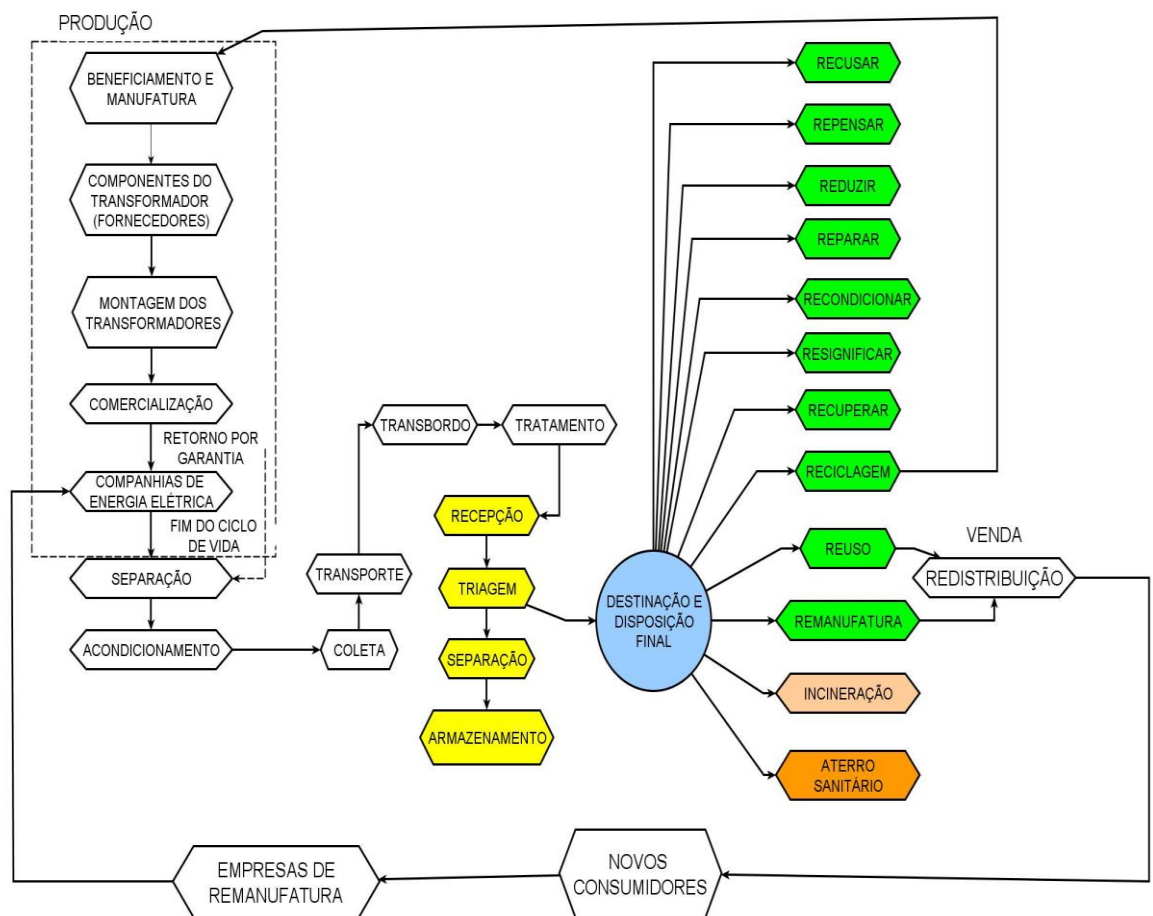 PRODUÇÃO
BENEFICIAMENTO E
MANUFATURA
COMPONENTES DO
TRANSFORMADOR
(FORNECEDORES)
MONTAGEM DOS
TRANSFORMADORES
COMERCIALIZAÇÃO
RETORNO POR
GARANTIA
COMPANHIAS DE
ENERGIA ELÉTRICA
FIM DO CICLO
DE VIDA
SEPARAÇÃO
ACONDICIONAMENTO
COLETA
TRANSPORTE
TRANSBORDO
TRATAMENTO
RECEPÇÃO
TRIAGEM
SEPARAÇÃO
ARMAZENAMENTO
DESTINAÇÃO E
DISPOSIÇÃO
FINAL
RECUSAR
REPENSAR
REDUZIR
REPARAR
RECONDICIONAR
RESIGNIFICAR
RECUPERAR
RECICLAGEM
REUSO
REMANUFATURA
INCINERAÇÃO
ATERRO
SANITÁRIO
VENDA
REDISTRIBUIÇÃO
NOVOS
CONSUMIDORES
EMPRESAS DE
REMANUFATURA